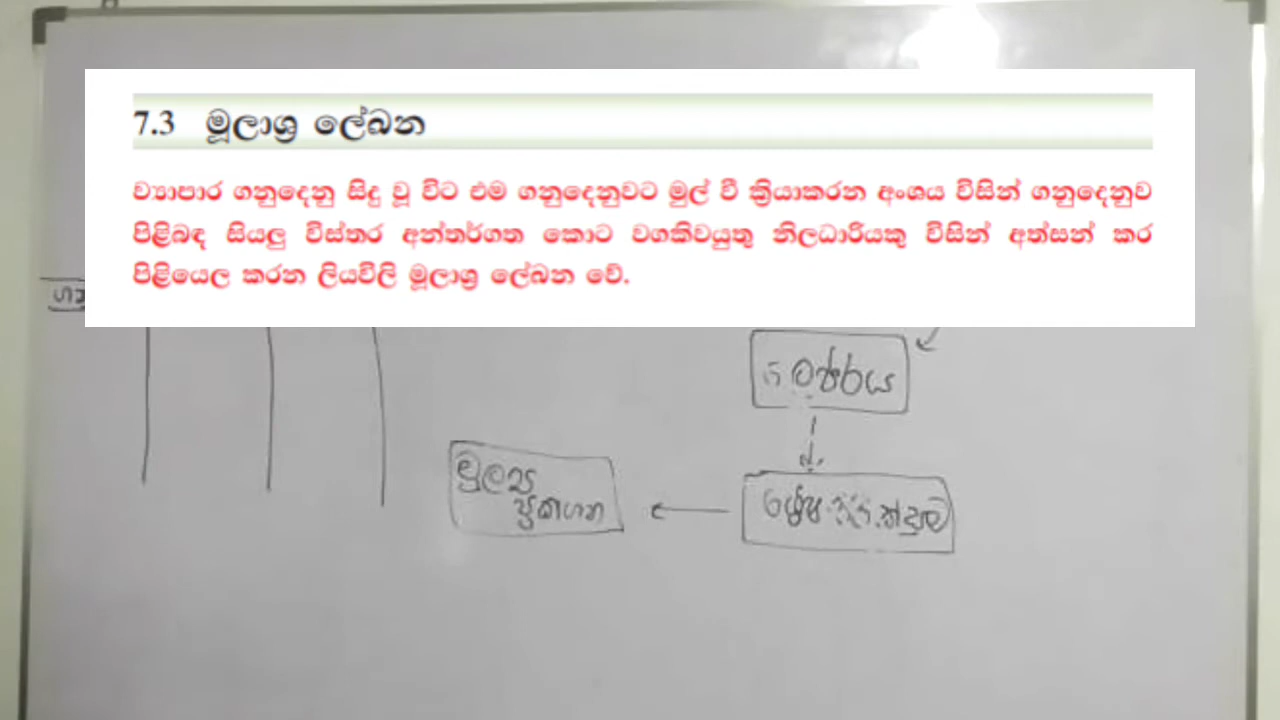 7.3 මූලාශ්‍ර ලේඛන
ව්‍යාපාර ගනුදෙනු සිදු වූ විට එම ගනුදෙනුවට මුල් වී ක්‍රියාකරන අංශය විසින් ගනුදෙනුව
පිළිබඳ සියලු විස්තර අන්තර්ගත කොට වගකිවයුතු නිලධාරියකු විසින් අත්සන් කර
පිළියෙල කරන ලියවිලි මූලාශ්‍ර ලේඛන වේ.
මුල්‍ය
ප්‍රකාශන